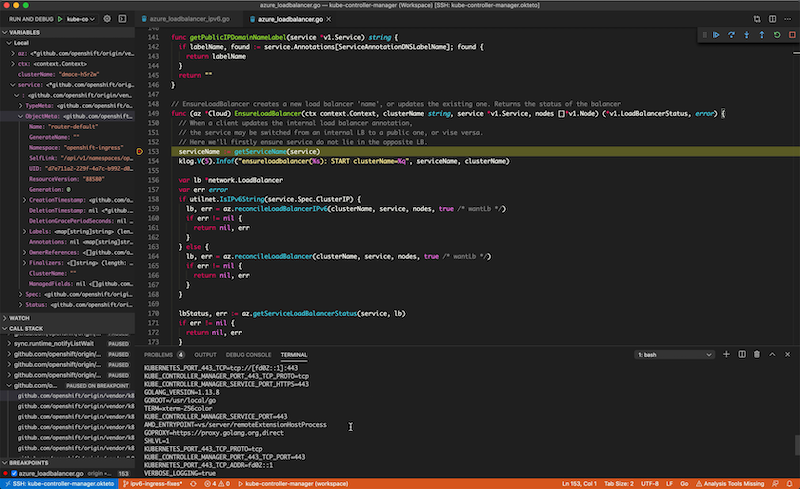 azure_loadbalancer.go — kube-controller-manager (Workspace) [SSH: kube-controller-manager.okteto]
RUN AND DEBUG
kube-co
azure_loadbalancer_ipv6.go
azure_loadbalancer.go
VARIABLES
Local
az: <*github.com/openshift/origin/ve
ctx: <context.Context>
clusterName: "dmace-h5r2w"
service: <*github.com/openshift/origi
: <github.com/openshift/origin/v
TypeMeta: <github.com/openshift/
ObjectMeta: <github.com/openshift
Name: "router-default"
GenerateName: ""
Namespace: "openshift-ingress"
SelfLink: "/api/v1/namespaces/op
ResourceVersion: "88580"
Generation: 0
CreationTimestamp: <github.com/o
DeletionTimestamp: nil <*github
DeletionGracePeriodSeconds: nil
Labels: <map[string]string> (len
Annotations: nil <map[string]str
OwnerReferences: <[]github.com/o
Finalizers: <[]string> (length:
ClusterName: ""
ManagedFields: nil <[]github.com
Spec: <github.com/openshift/ori
Status: <github.com/openshift/or
WATCH
CALL STACK
github.com/openshift/origin/... PAUSED
sync.runtime_notifyListWait PAUSED
github.com/openshift/origin/... PAUSED
github.com/openshift/origin/... PAUSED
github.com/openshift/origin/... PAUSED
github.com/o... PAUSED ON BREAKPOINT
github.com/openshift/origin/vendor/k8
github.com/openshift/origin/vendor/k8
github.com/openshift/origin/vendor/k8
github.com/openshift/origin/vendor/k8
github.com/openshift/origin/vendor/k8
github.com/openshift/origin/vendor/k8
BREAKPOINTS
azure_loadbalancer.go origin 153
140
141 func getPublicIPDomainNameLabel(service *v1.Service) string {
142 if labelName, found := service.Annotations[ServiceAnnotationDNSLabelName]; found {
143 return labelName
144 }
145 return ""
146 }
147
148 // EnsureLoadBalancer creates a new load balancer 'name', or updates the existing one. Returns the status of the balancer
149 func (az *Cloud) EnsureLoadBalancer(ctx context.Context, clusterName string, service *v1.Service, nodes []*v1.Node) (*v1.LoadBalancerStatus, error) {
150 // When a client updates the internal load balancer annotation,
151 // the service may be switched from an internal LB to a public one, or vise versa.
152 // Here we'll firstly ensure service do not lie in the opposite LB.
153 serviceName := getServiceName(service)
154 klog.V(5).Infof("ensureloadbalancer(%s): START clusterName=%q", serviceName, clusterName)
155
156 var lb *network.LoadBalancer
157 var err error
158 if utilnet.IsIPv6String(service.Spec.ClusterIP) {
159 lb, err = az.reconcileLoadBalancerIPv6(clusterName, service, nodes, true /* wantLb */)
160 if err != nil {
161 return nil, err
162 }
163 } else {
164 lb, err = az.reconcileLoadBalancer(clusterName, service, nodes, true /* wantLb */)
165 if err != nil {
166 return nil, err
167 }
168 }
169
170 lbStatus, err := az.getServiceLoadBalancerStatus(service, lb)
171 if err != nil {
172 return nil, err
173 }
PROBLEMS 4 OUTPUT DEBUG CONSOLE TERMINAL
1: bash
KUBERNETES_PORT_443_TCP=tcp://[fd02::1]:443
KUBE_CONTROLLER_MANAGER_PORT_443_TCP_PROTO=tcp
KUBE_CONTROLLER_MANAGER_SERVICE_PORT_HTTPS=443
GOLANG_VERSION=1.13.8
GOROOT=/usr/local/go
TERM=xterm-256color
KUBE_CONTROLLER_MANAGER_SERVICE_PORT=443
AMD_ENTRYPOINT=vs/server/remoteExtensionHostProcess
GOPROXY=https://proxy.golang.org,direct
SHLVL=1
KUBERNETES_PORT_443_TCP_PROTO=tcp
KUBE_CONTROLLER_MANAGER_PORT_443_TCP_PORT=443
KUBERNETES_PORT_443_TCP_ADDR=fd02::1
VERBOSE_LOGGING=true
SSH: kube-controller-manager.okteto
ipv6-ingress-fixes*
4 0
kube-controller-manager (workspace)
Ln 153, Col 1
Tab Size: 2
UTF-8
LF
Go
Analysis Tools Missing